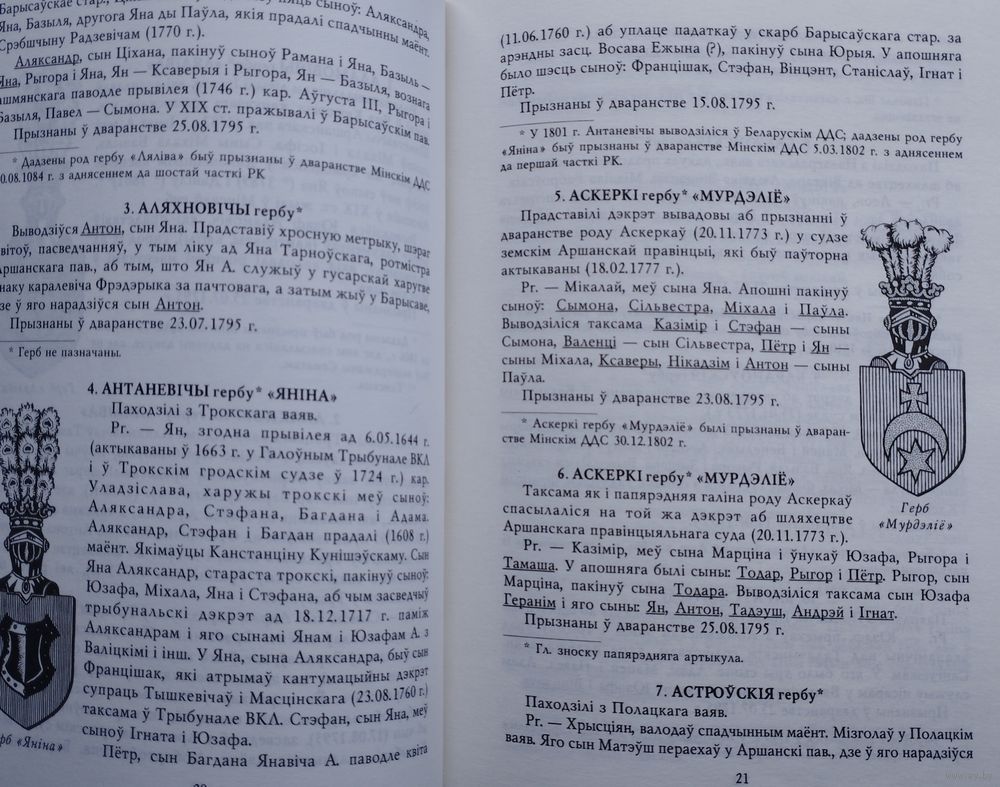 Барысаўскае стар., сыноў: Аляксандра,
Яна, Базыля, другога Яна ды Паўла, якія прадалі спадчынны маёнт.
Срэбшчыну Радзевічам (1770 г.).
Аляксандр, сын Ціхана, пакінуў сыноў Рамана і Яна, Базыль –
Яна, Рыгора і Яна, Ян — Ксаверыя і Рыгора, Ян — Базыля, вознага
ашмянскага паводле прывілея (1746 г.) кар. Аўгуста III, Рыгора і
Базыля, Павел — Сымона. У XIX ст. пражывалі ў Барысаўскім пав.
Прызнаны ў дваранстве 25.08.1795 г.
* Дадзены род гербу «Ляліва» быў прызнаны ў дваранстве Мінскім ДДС
0.08.1084 г. з аднясеннем да шостай часткі РК
3. АЛЯХНОВІЧЫ гербу*
Выводзіўся Антон, сын Яна. Прадставіў хросную метрыку, шэраг
вітоў, пасведчанняў, у тым ліку ад Яна Тарноўскага, ротмістра
Аршанскага пав., аб тым, што Ян А. служыў у гусарскай харугве
знаку каралевіча Фрэдэрыка за пачтовага, а затым жыў у Барысаве,
дзе ў яго нарадзіўся сын Антон.
Прызнаны ў дваранстве 23.07.1795 г.
* Герб не пазначаны.
4. АНТАНЕВІЧЫ гербу* «ЯНІНА»
Паходзілі з Трокскага ваяв.
Pr. — Ян, згодна прывілея ад 6.05.1644 г.
(актыкаваны ў 1663 г. у Галоўным Трыбунале ВКЛ
і ў Трокскім гродскім судзе ў 1724 г.) кар.
Уладзіслава, харужы трокскі меў сыноў:
Аляксандра, Стэфана, Багдана і Адама.
Аляксандр, Стэфан і Багдан прадалі (1608 г.)
маёнт. Якімаўцы Канстанціну Кунішэўскаму. Сын
Яна Аляксандр, стараста трокскі, пакінуў сыноў:
Юзафа, Міхала, Яна і Стэфана, аб чым засведчыў
трыбунальскі дэкрэт ад 18.12.1717 г. паміж
Аляксандрам і яго сынамі Янам і Юзафам А. з
Валіцкімі і інш. У Яна, сына Аляксандра, быў сын
Францішак, які атрымаў кантумацыйны дэкрэт
супраць Тышкевічаў і Масцінскага (23.08.1760 г.)
таксама ў Трыбунале ВКЛ. Стэфан, сын Яна, меў
сыноў Ігната і Юзафа.
Пётр, сын Багдана Янавіча А. паводле квіта
Герб «Яніна»
(11.06.1760 г.) аб уплаце падаткаў у скарб Барысаўскага стар. за
арэндны засц. Восава Ежына (?), пакінуў сына Юрыя. У апошняга
было шэсць сыноў: Францішак, Стэфан, Вінцэнт, Станіслаў, Ігнат і
Пётр.
Прызнаны ў дваранстве 15.08.1795 г.
* У 1801 г. Антаневічы выводзіліся ў Беларускім ДДС; дадзены род гербу
«Яніна» быў прызнаны ў дваранстве Мінскім ДДС 5.03.1802 г. з аднясеннем
да першай часткі РК.
5. АСКЕРКІ гербу* «МУРДЭЛІЁ»
Прадставілі дэкрэт вывадовы аб прызнанні ў
дваранстве роду Аскеркаў (20.11.1773 г.) у судзе
земскім Аршанскай правінцыі, які быў паўторна
актыкаваны (18.02.1777 г.).
Pr. — Мікалай, меў сына Яна. Апошні пакінуў
сыноў: Сымона, Сільвестра, Міхала і Паўла.
Выводзіліся таксама Казімір і Стэфан — сыны
Сымона, Валенці — сын Сільвестра, Пётр і Ян —
сыны Міхала, Ксаверы, Нікадзім і Антон — сыны
Паўла.
Прызнаны ў дваранстве 23.08.1795 г.
* Аскеркі гербу «Мурдэліё» былі прызнаны ў дваран-
стве Мінскім ДДС 30.12.1802 г.
Герб
«Мурдэліё»
6. АСКЕРКІ гербу* «МУРДЭЛІЁ»
Таксама як і папярэдняя галіна роду Аскеркаў
спасылаліся на той жа дэкрэт аб шляхецтве
Аршанскага правінцыяльнага суда (20.11.1773 г.).
Pr. — Казімір, меў сына Марціна і ўнукаў Юзафа, Рыгора і
Тамаша. У апошняга былі сыны: Тодар, Рыгор і Пётр. Рыгор, сын
Марціна, пакінуў сына Тодара. Выводзіліся таксама сын Юзафа
Геранім і яго сыны: Ян, Антон, Тадэуш, Андрэй і Ігнат.
Прызнаны ў дваранстве 25.08.1795 г.
* Гл. зноску папярэдняга артыкула.
7. АСТРОЎСКІЯ гербу*
Паходзілі з Полацкага ваяв.
Pr. — Хрысціян, валодаў спадчынным маёнт. Мізголаў у Полацкім
ваяв. Яго сын Матэўш пераехаў у Аршанскі пав., дзе ў яго нарадзіўся
21